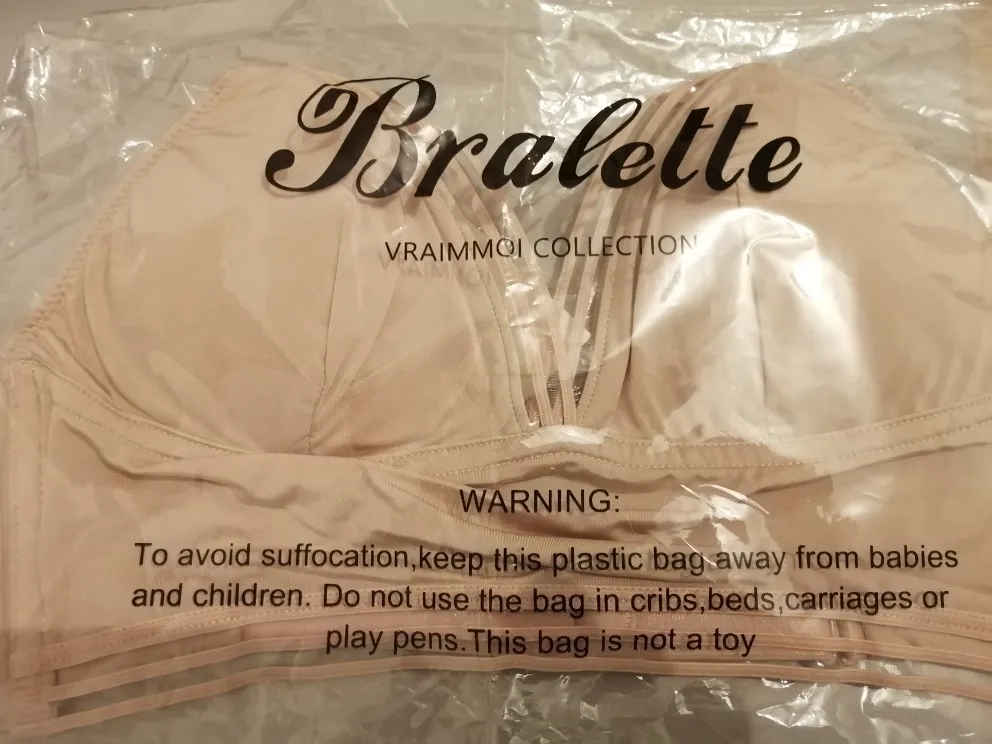 Bralette
VRAIMMOI COLLECTION
WARNING:
To avoid suffocation,keep this plastic bag away from babies
and children. Do not use the bag in cribs,beds,carriages or
play pens.This bag is not a toy